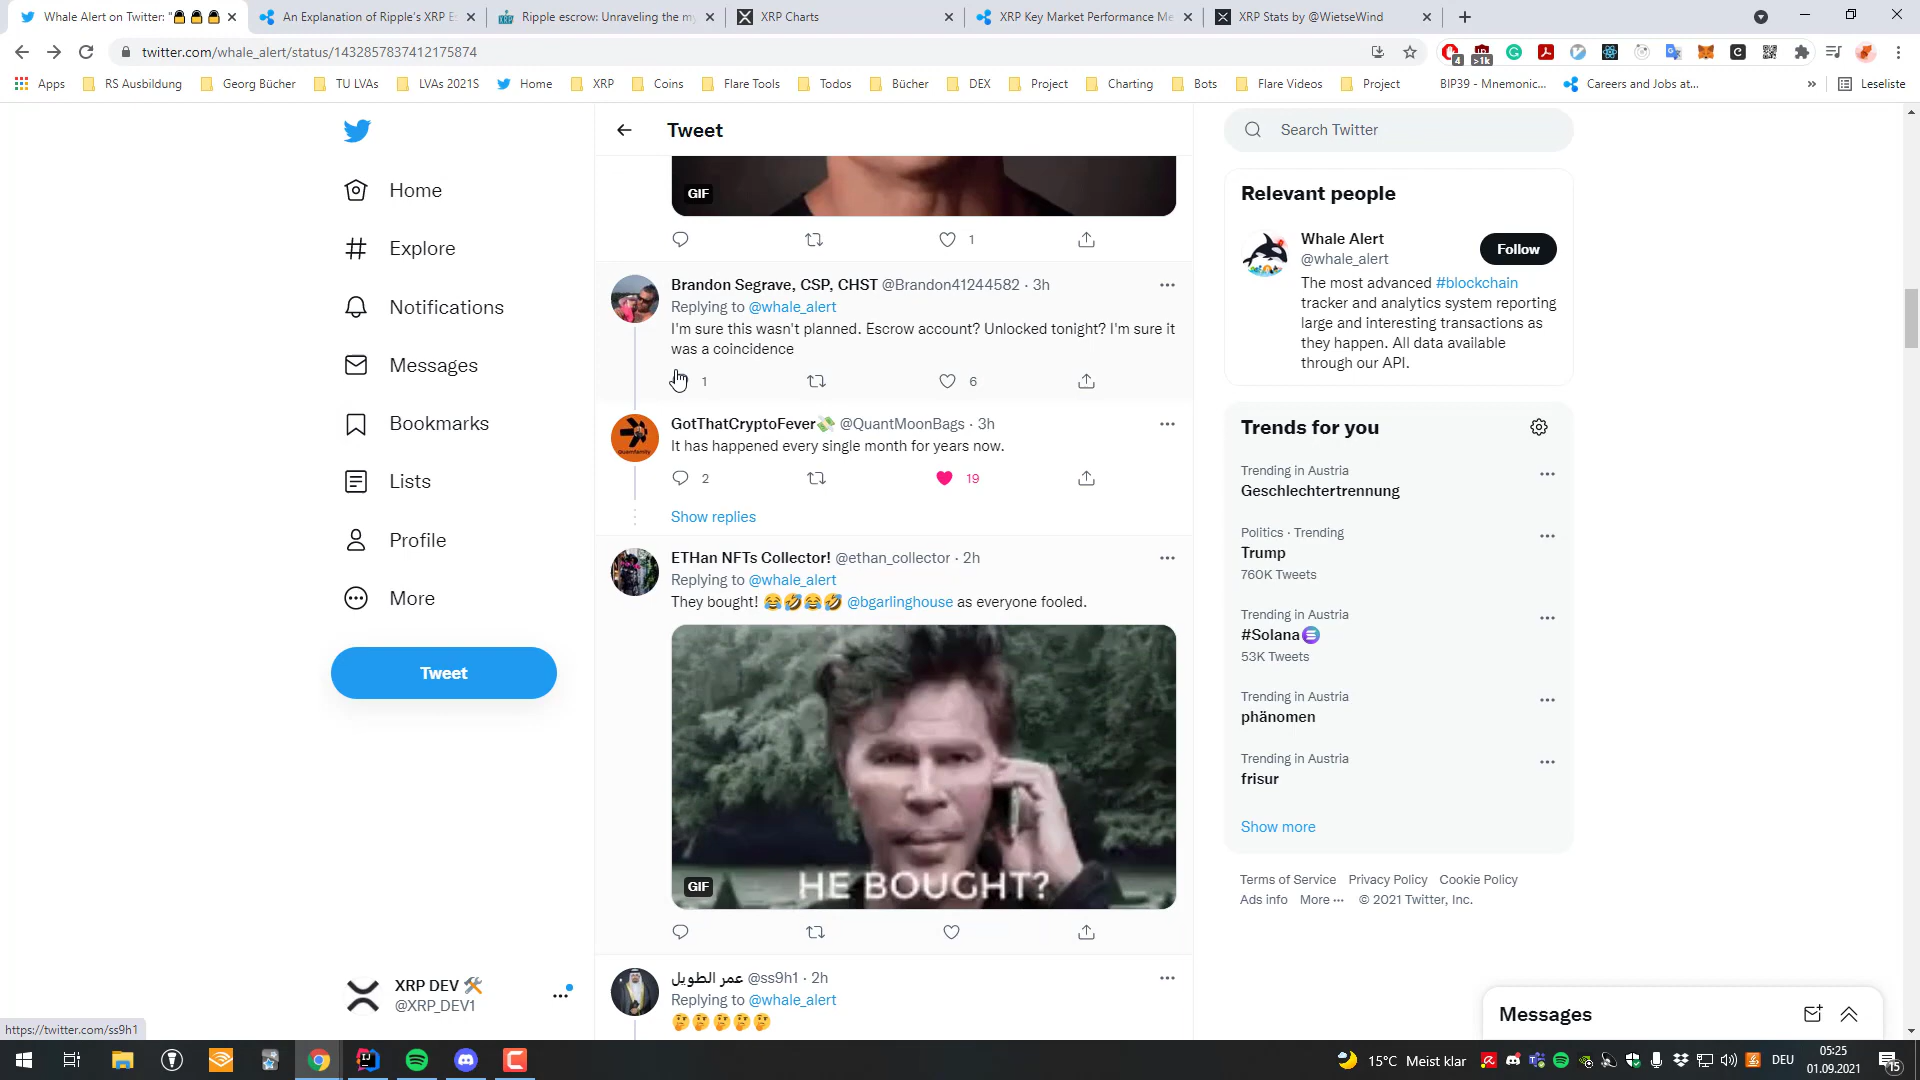 Whale Alert on Twitter: "🔒 🔒 🔒
An Explanation of Ripple's XRP Es
Ripple escrow: Unraveling the my
XRP Charts
XRP Key Market Performance Me
XRP Stats by @WietseWind
twitter.com/whale_alert/status/1432857837412175874
4
>1k
Apps
RS Ausbildung
Georg Bücher
TU LVAs
LVAs 2021S
Home
XRP
Coins
Flare Tools
Todos
Bücher
DEX
Project
Charting
Bots
Flare Videos
Project
BIP39 - Mnemonic...
Careers and Jobs at...
»
Leseliste
Home
Explore
Notifications
Messages
Bookmarks
Lists
Profile
More
Tweet
XRP DEV 🛠
@XRP_DEV1
Tweet
GIF
1
Brandon Segrave, CSP, CHST @Brandon41244582 · 3h
Replying to @whale_alert
I'm sure this wasn't planned. Escrow account? Unlocked tonight? I'm sure it
was a coincidence
1
6
GotThatCryptoFever💸 @QuantMoonBags · 3h
It has happened every single month for years now.
2
19
Show replies
ETHan NFTs Collector! @ethan_collector · 2h
Replying to @whale_alert
They bought! 😂🤣😂🤣 @bgarlinghouse as everyone fooled.
GIF
HE BOUGHT?
عمر الطويل @ss9h1 · 2h
Replying to @whale_alert
🤔🤔🤔🤔🤔
Search Twitter
Relevant people
Whale Alert
@whale_alert
Follow
The most advanced #blockchain
tracker and analytics system reporting
large and interesting transactions as
they happen. All data available
through our API.
Trends for you
Trending in Austria
Geschlechtertrennung
Politics · Trending
Trump
760K Tweets
Trending in Austria
#Solana
53K Tweets
Trending in Austria
phänomen
Trending in Austria
frisur
Show more
Terms of Service Privacy Policy Cookie Policy
Ads info More ··· © 2021 Twitter, Inc.
Messages
https://twitter.com/ss9h1
15°C Meist klar
DEU
05:25
01.09.2021
15